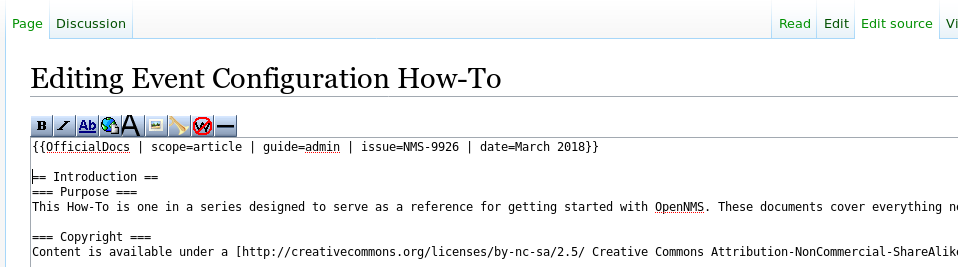 Page Discussion Read Edit Edit source
Editing Event Configuration How-To
B I Ab A W
{{OfficialDocs | scope=article | guide=admin | issue=NMS-9926 | date=March 2018}}
== Introduction ==
=== Purpose ===
This How-To is one in a series designed to serve as a reference for getting started with OpenNMS. These documents cover everything
=== Copyright ===
Content is available under a [http://creativecommons.org/licenses/by-nc-sa/2.5/ Creative Commons Attribution-NonCommercial-ShareAlik